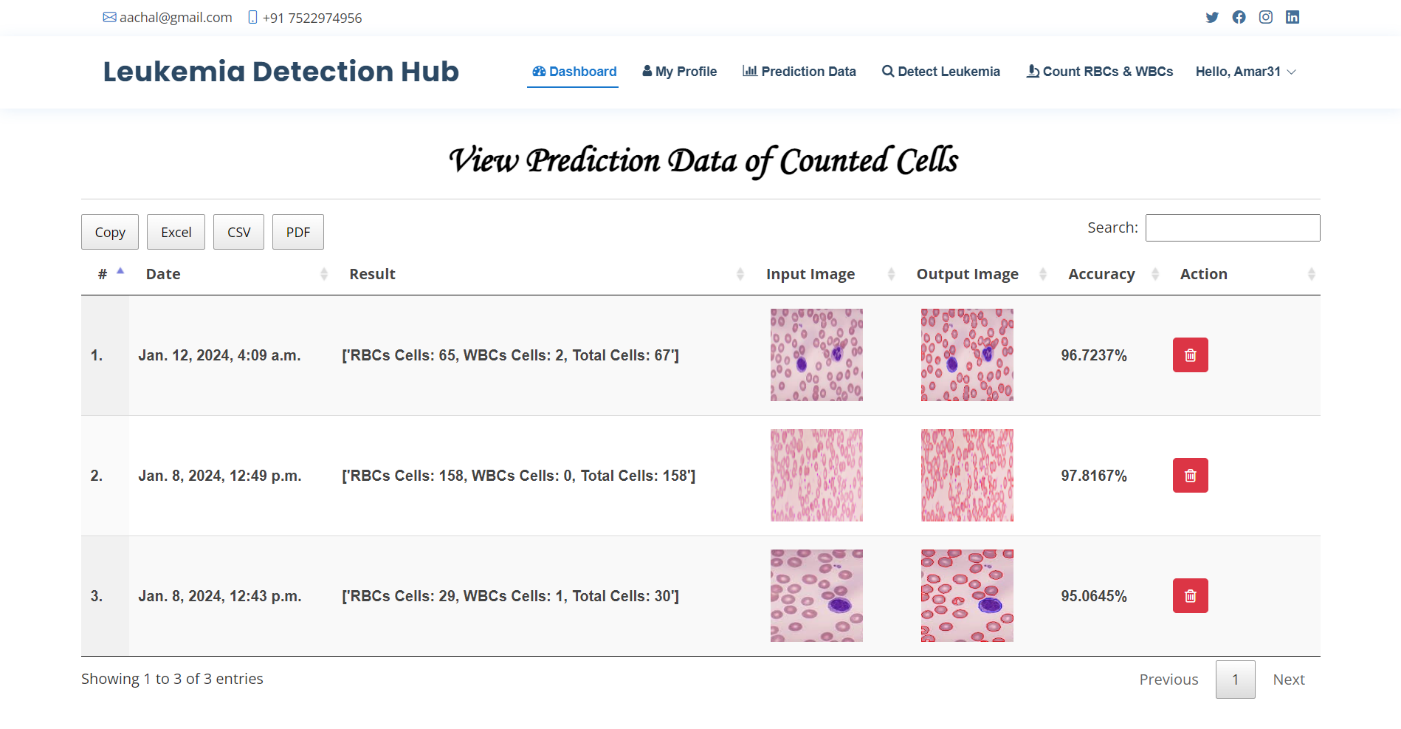 aachal@gmail.com +91 7522974956
Leukemia Detection Hub Dashboard My Profile Prediction Data Detect Leukemia Count RBCs & WBCs Hello, Amar31
View Prediction Data of Counted Cells
Copy Excel CSV PDF Search:
# Date Result Input Image Output Image Accuracy Action
1. Jan. 12, 2024, 4:09 a.m. ['RBCs Cells: 65, WBCs Cells: 2, Total Cells: 67'] 96.7237%
2. Jan. 8, 2024, 12:49 p.m. ['RBCs Cells: 158, WBCs Cells: 0, Total Cells: 158'] 97.8167%
3. Jan. 8, 2024, 12:43 p.m. ['RBCs Cells: 29, WBCs Cells: 1, Total Cells: 30'] 95.0645%
Showing 1 to 3 of 3 entries Previous 1 Next